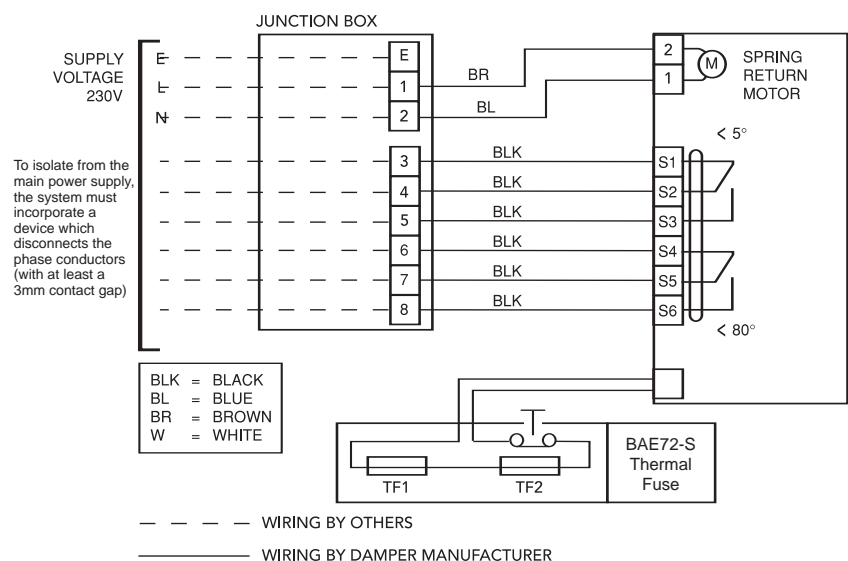 JUNCTION BOX
SUPPLY
VOLTAGE
230V
E
L
N
E
1
2
3
4
5
6
7
8
BR
BL
BLK
BLK
BLK
BLK
BLK
BLK
2
1
M
SPRING
RETURN
MOTOR
< 5°
S1
S2
S3
S4
S5
S6
< 80°
To isolate from the
main power supply,
the system must
incorporate a
device which
disconnects the
phase conductors
(with at least a
3mm contact gap)
BLK = BLACK
BL = BLUE
BR = BROWN
W = WHITE
TF1
TF2
BAE72-S
Thermal
Fuse
WIRING BY OTHERS
WIRING BY DAMPER MANUFACTURER